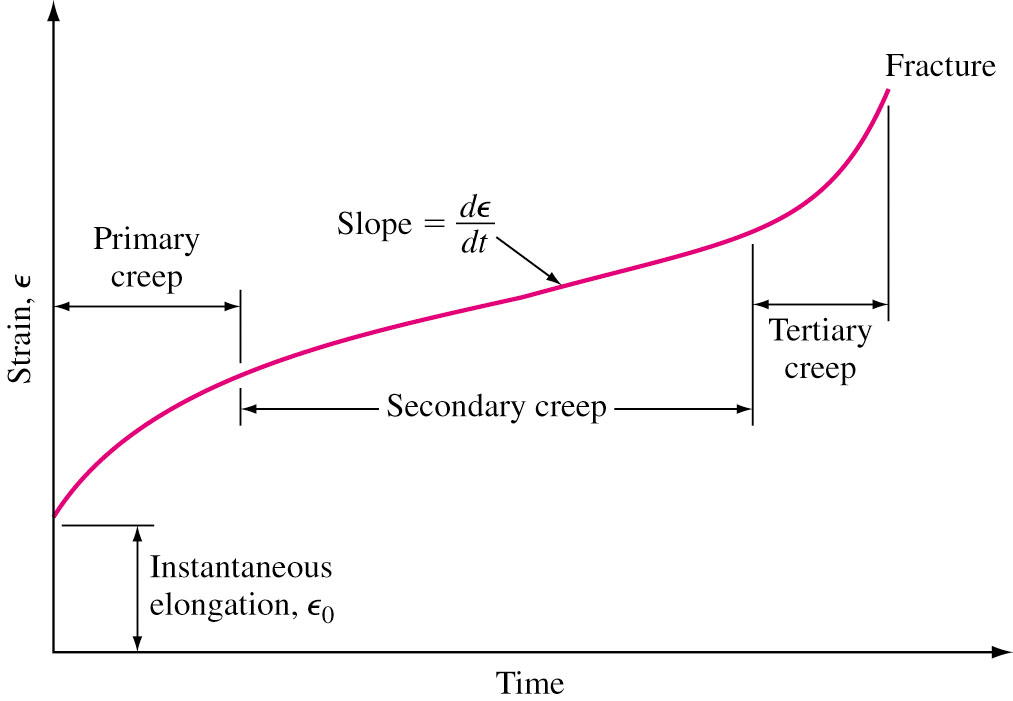 Fracture
Slope = dϵ/dt
Primary
creep
Strain, ϵ
Tertiary
creep
Secondary creep
Instantaneous
elongation, ϵ₀
Time